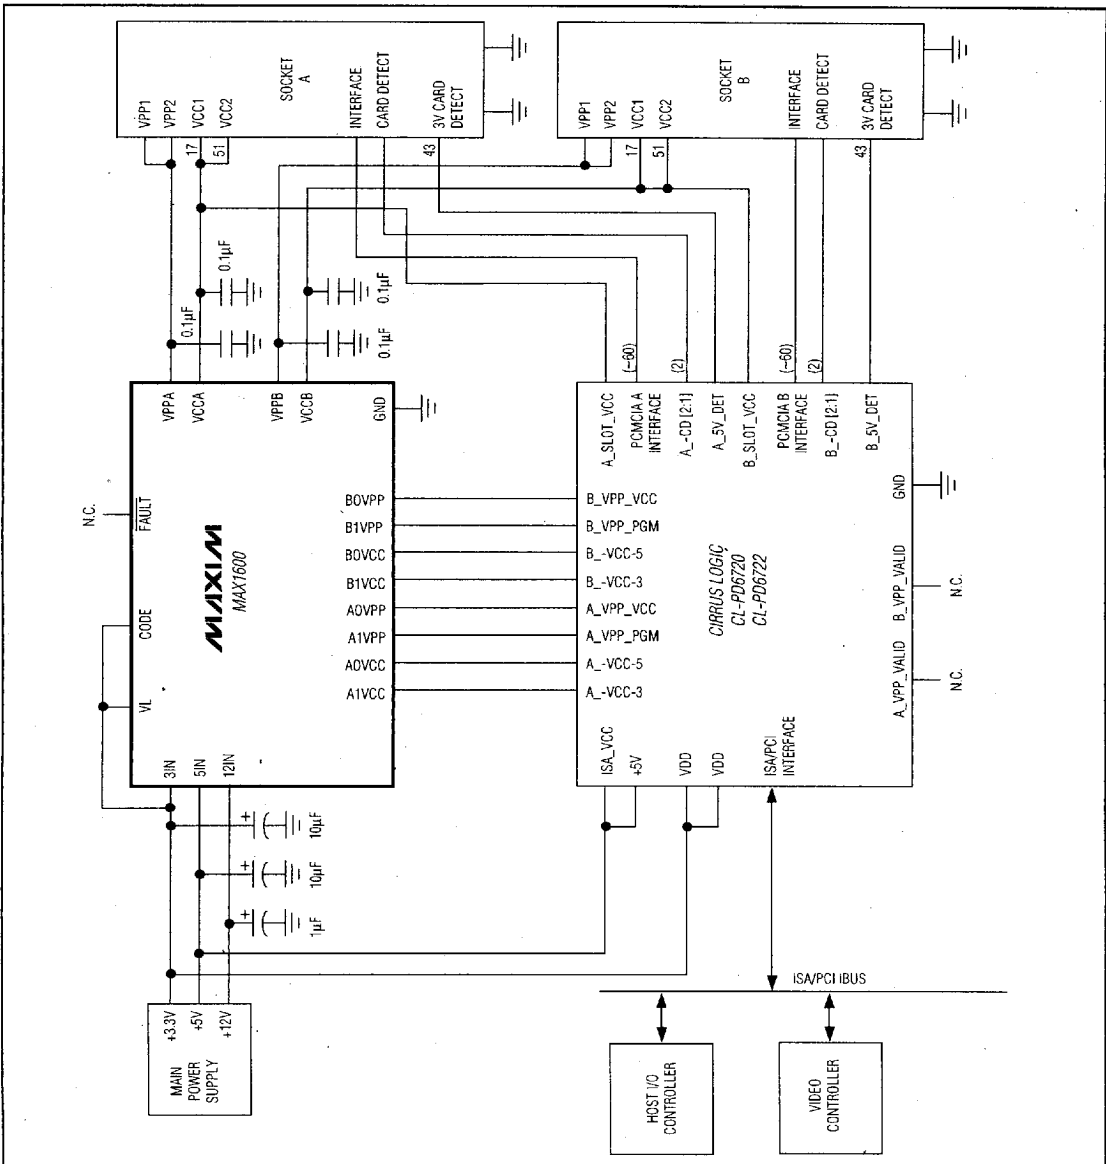 VPP1
VPP2
VCC1
VCC2
17
51
SOCKET
A
INTERFACE
CARD DETECT
3V CARD
DETECT
43
VPP1
VPP2
VCC1
VCC2
17
51
SOCKET
B
INTERFACE
CARD DETECT
3V CARD
DETECT
43
0.1µF
0.1µF
0.1µF
0.1µF
VPPA
VCCA
VPPB
VCCB
GND
N.C.
FAULT
CODE
VL
3IN
5IN
12IN
MAXIM
MAX1600
B0VPP
B1VPP
B0VCC
B1VCC
A0VPP
A1VPP
A0VCC
A1VCC
A_SLOT_VCC
(~60)
PCMCIA A
INTERFACE
(2)
A_-CD [2:1]
A_5V_DET
B_SLOT_VCC
(~60)
PCMCIA B
INTERFACE
(2)
B_-CD [2:1]
B_5V_DET
B_VPP_VCC
B_VPP_PGM
B_-VCC-5
B_-VCC-3
A_VPP_VCC
A_VPP_PGM
A_-VCC-5
A_-VCC-3
CIRRUS LOGIC
CL-PD6720
CL-PD6722
GND
B_VPP_VALID
N.C.
A_VPP_VALID
N.C.
ISA_VCC
+5V
VDD
VDD
ISA/PCI
INTERFACE
10µF
10µF
1µF
+3.3V
+5V
+12V
MAIN
POWER
SUPPLY
ISA/PCI IBUS
HOST I/O
CONTROLLER
VIDEO
CONTROLLER